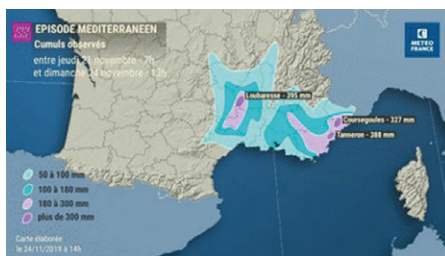 EPISODE MEDITERRANEEN
Cumuls observés
entre jeudi 21 novembre - 7h
et dimanche 24 novembre - 13h
METEO
FRANCE
Loubaresse - 395 mm
Coursegoules - 327 mm
Tanneron - 388 mm
50 à 100 mm
100 à 180 mm
180 à 300 mm
plus de 300 mm
Carte élaborée
le 24/11/2019 à 14h